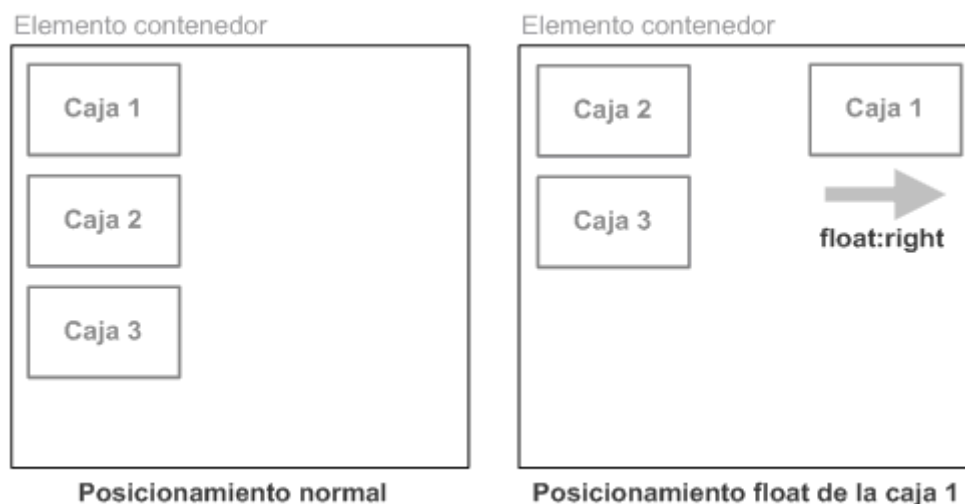 Elemento contenedor
Caja 1
Caja 2
Caja 3
Posicionamiento normal
Elemento contenedor
Caja 2
Caja 1
Caja 3
float:right
Posicionamiento float de la caja 1